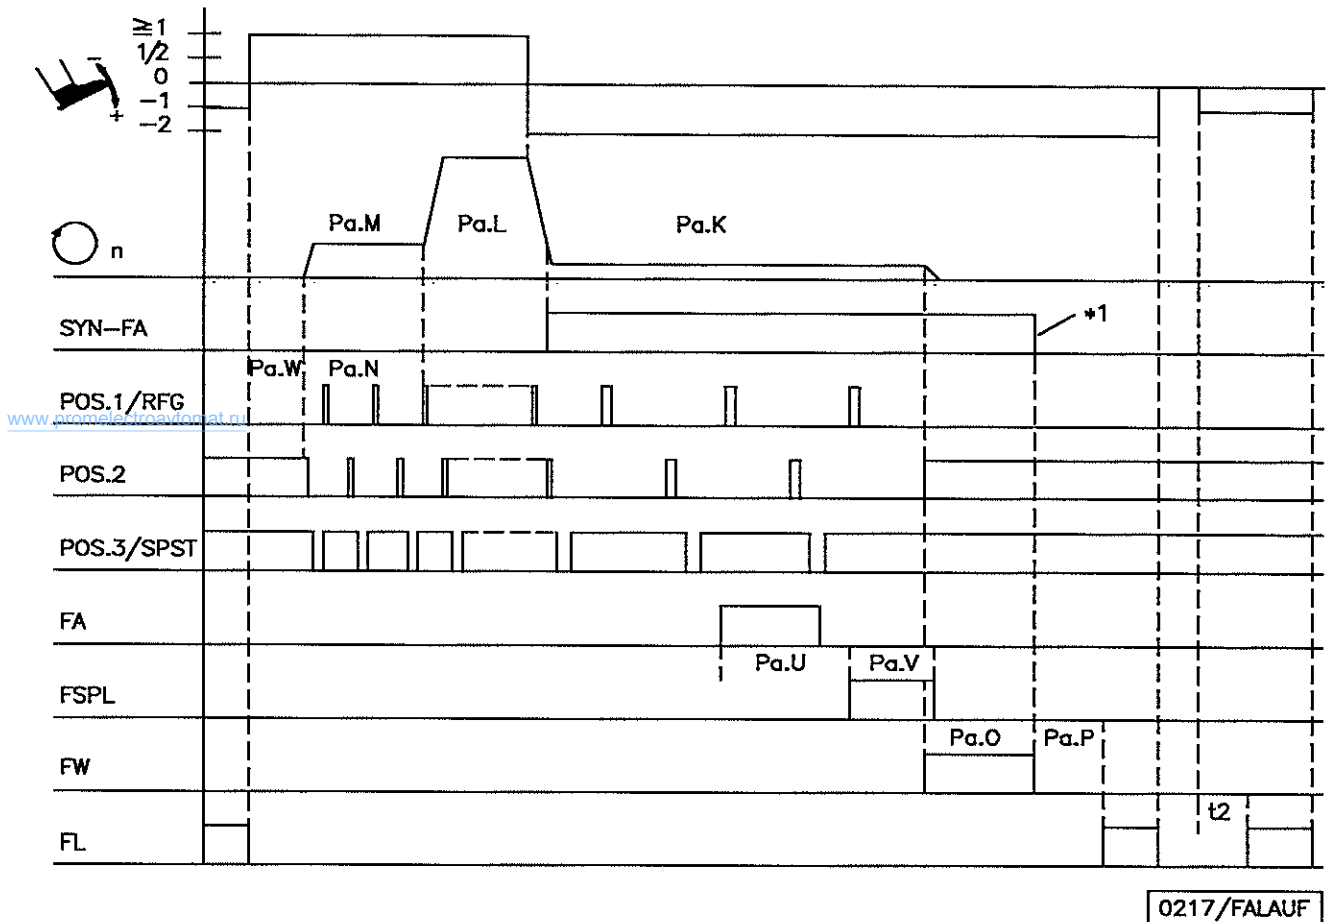 ≧1
1/2
0
−1
−2
−
+
n
Pa.M
Pa.L
Pa.K
SYN−FA
*1
Pa.W
Pa.N
POS.1/RFG
www.promelectroavtomat.ru
POS.2
POS.3/SPST
FA
Pa.U
Pa.V
FSPL
Pa.O
Pa.P
FW
t2
FL
0217/FALAUF